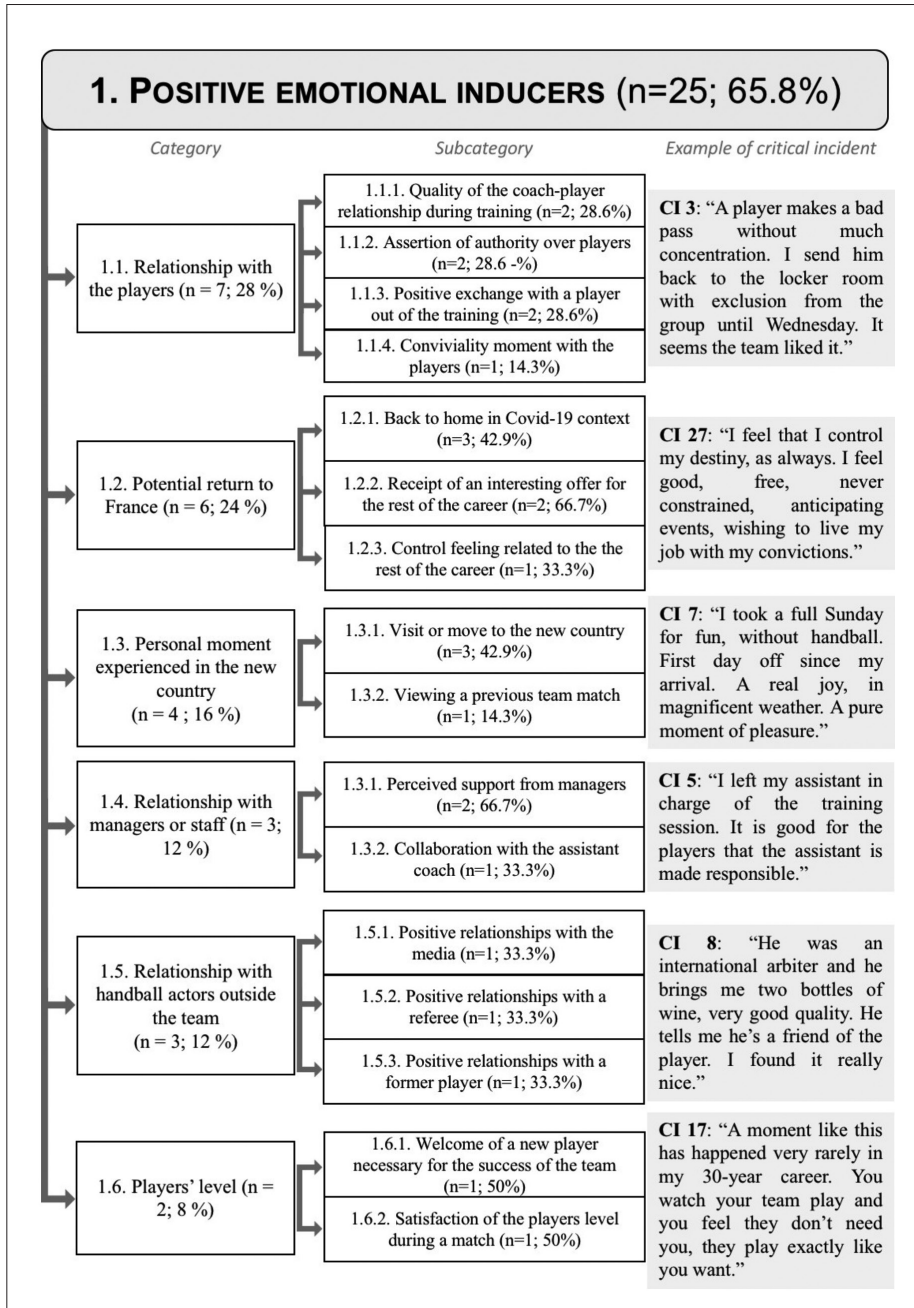 1. POSITIVE EMOTIONAL INDUCERS (n=25; 65.8%)
Category
Subcategory
Example of critical incident
1.1. Relationship with
the players (n = 7; 28 %)
1.1.1. Quality of the coach-player
relationship during training (n=2; 28.6%)
1.1.2. Assertion of authority over players
(n=2; 28.6 -%)
1.1.3. Positive exchange with a player
out of the training (n=2; 28.6%)
1.1.4. Conviviality moment with the
players (n=1; 14.3%)
CI 3: “A player makes a bad
pass without much
concentration. I send him
back to the locker room
with exclusion from the
group until Wednesday. It
seems the team liked it.”
1.2. Potential return to
France (n = 6; 24 %)
1.2.1. Back to home in Covid-19 context
(n=3; 42.9%)
1.2.2. Receipt of an interesting offer for
the rest of the career (n=2; 66.7%)
1.2.3. Control feeling related to the the
rest of the career (n=1; 33.3%)
CI 27: “I feel that I control
my destiny, as always. I feel
good, free, never
constrained, anticipating
events, wishing to live my
job with my convictions.”
1.3. Personal moment
experienced in the new
country
(n = 4 ; 16 %)
1.3.1. Visit or move to the new country
(n=3; 42.9%)
1.3.2. Viewing a previous team match
(n=1; 14.3%)
CI 7: “I took a full Sunday
for fun, without handball.
First day off since my
arrival. A real joy, in
magnificent weather. A pure
moment of pleasure.”
1.4. Relationship with
managers or staff (n = 3;
12 %)
1.3.1. Perceived support from managers
(n=2; 66.7%)
1.3.2. Collaboration with the assistant
coach (n=1; 33.3%)
CI 5: “I left my assistant in
charge of the training
session. It is good for the
players that the assistant is
made responsible.”
1.5. Relationship with
handball actors outside
the team
(n = 3; 12 %)
1.5.1. Positive relationships with the
media (n=1; 33.3%)
1.5.2. Positive relationships with a
referee (n=1; 33.3%)
1.5.3. Positive relationships with a
former player (n=1; 33.3%)
CI 8: “He was an
international arbiter and he
brings me two bottles of
wine, very good quality. He
tells me he’s a friend of the
player. I found it really
nice.”
1.6. Players’ level (n =
2; 8 %)
1.6.1. Welcome of a new player
necessary for the success of the team
(n=1; 50%)
1.6.2. Satisfaction of the players level
during a match (n=1; 50%)
CI 17: “A moment like this
has happened very rarely in
my 30-year career. You
watch your team play and
you feel they don’t need
you, they play exactly like
you want.”